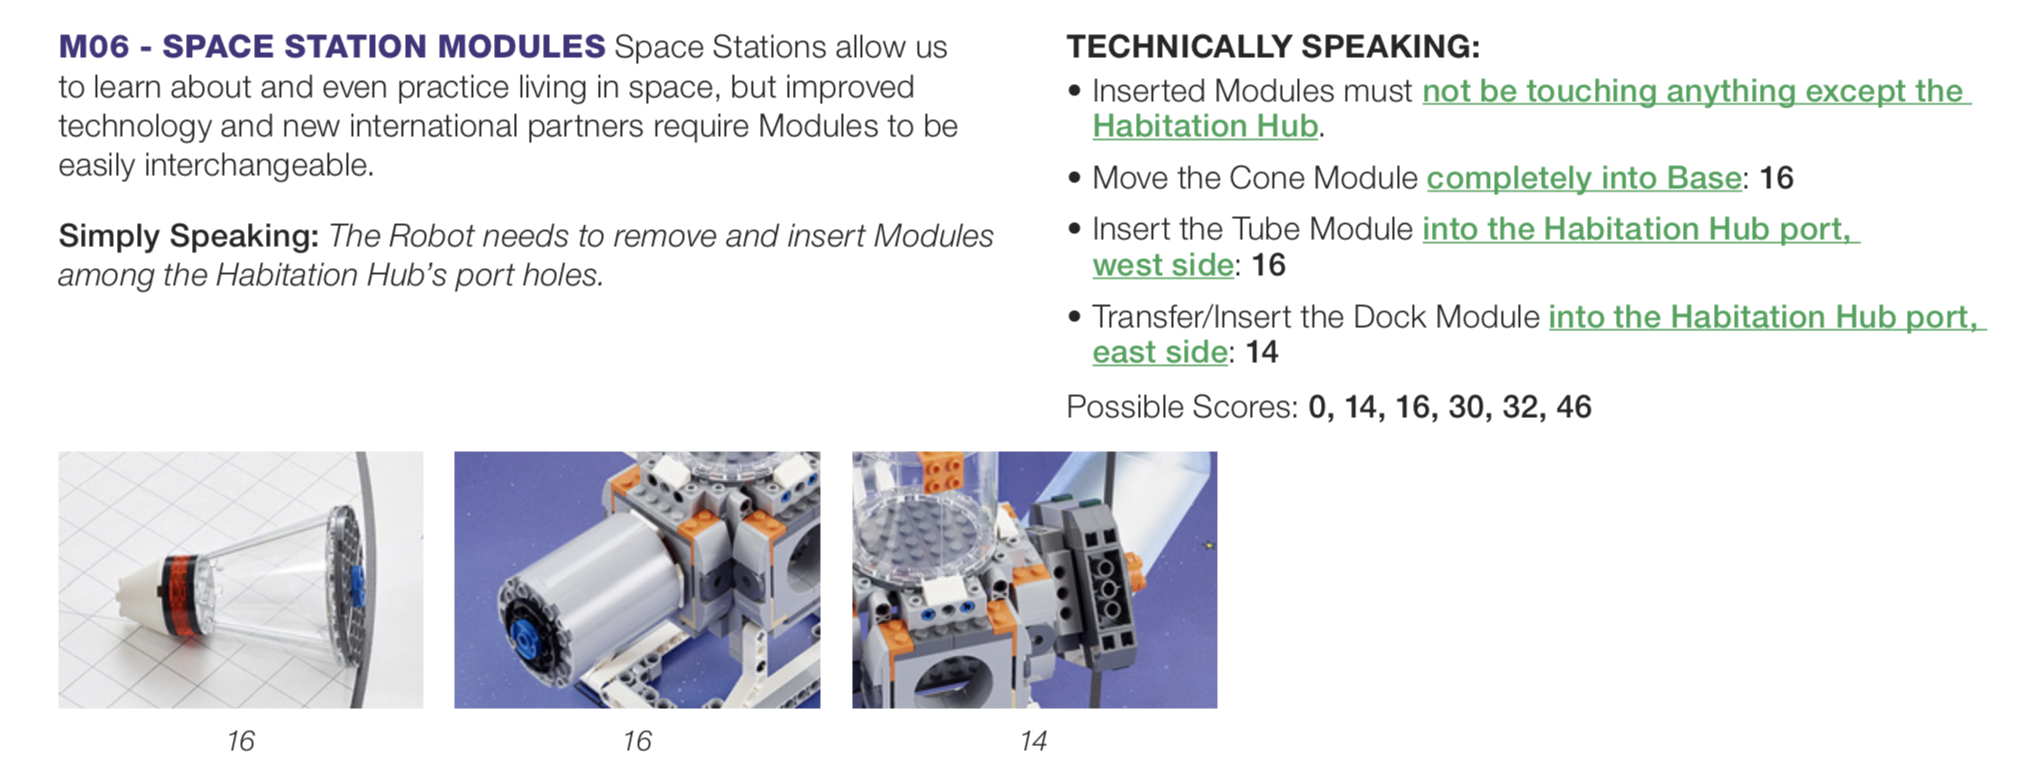 M06 - SPACE STATION MODULES Space Stations allow us
to learn about and even practice living in space, but improved
technology and new international partners require Modules to be
easily interchangeable.
Simply Speaking: The Robot needs to remove and insert Modules
among the Habitation Hub's port holes.
TECHNICALLY SPEAKING:
• Inserted Modules must not be touching anything except the
Habitation Hub.
• Move the Cone Module completely into Base: 16
• Insert the Tube Module into the Habitation Hub port,
west side: 16
• Transfer/Insert the Dock Module into the Habitation Hub port,
east side: 14
Possible Scores: 0, 14, 16, 30, 32, 46
16
16
14